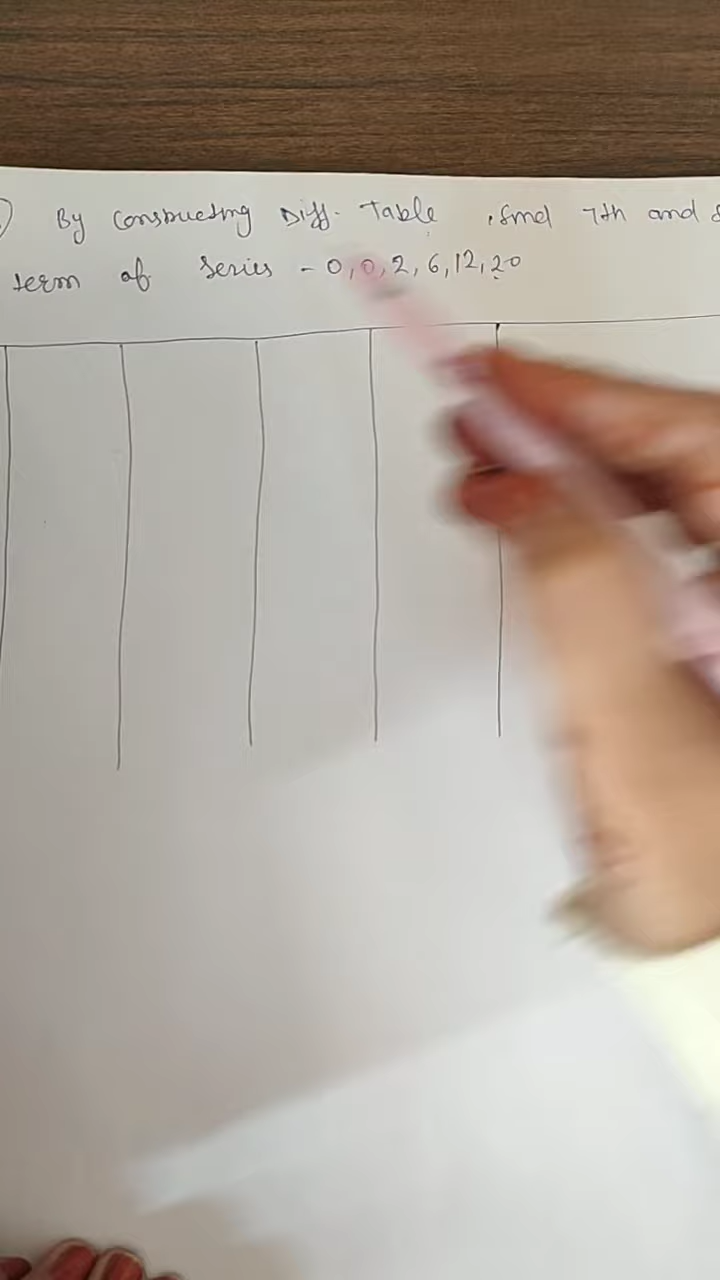 By Constructing Diff. Table, find 7th and
term of series - 0,0,2,6,12,20